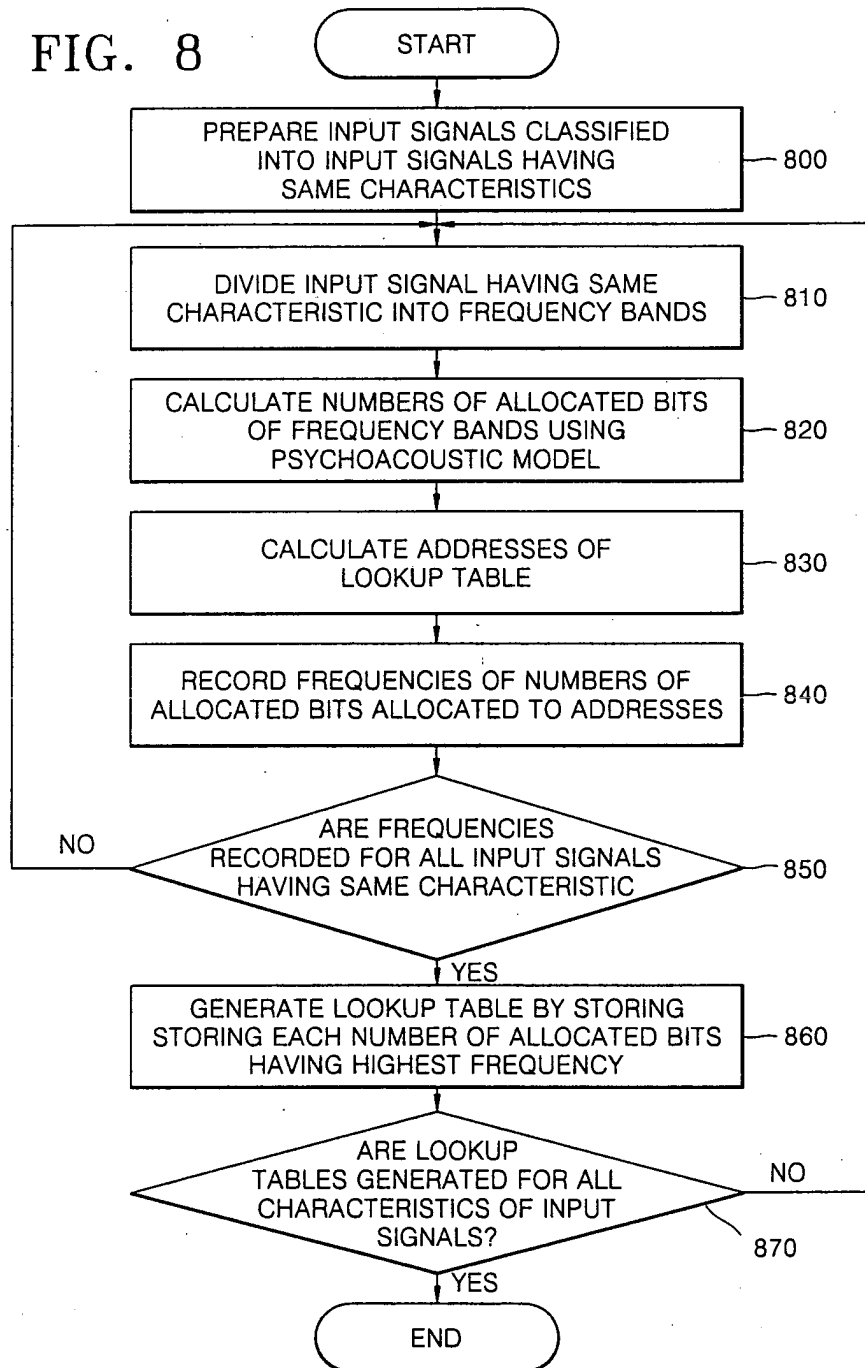 FIG. 8
START
PREPARE INPUT SIGNALS CLASSIFIED
INTO INPUT SIGNALS HAVING
SAME CHARACTERISTICS
800
DIVIDE INPUT SIGNAL HAVING SAME
CHARACTERISTIC INTO FREQUENCY BANDS
810
CALCULATE NUMBERS OF ALLOCATED BITS
OF FREQUENCY BANDS USING
PSYCHOACOUSTIC MODEL
820
CALCULATE ADDRESSES OF
LOOKUP TABLE
830
RECORD FREQUENCIES OF NUMBERS OF
ALLOCATED BITS ALLOCATED TO ADDRESSES
840
ARE FREQUENCIES
RECORDED FOR ALL INPUT SIGNALS
HAVING SAME CHARACTERISTIC
850
NO
YES
GENERATE LOOKUP TABLE BY STORING
STORING EACH NUMBER OF ALLOCATED BITS
HAVING HIGHEST FREQUENCY
860
ARE LOOKUP
TABLES GENERATED FOR ALL
CHARACTERISTICS OF INPUT
SIGNALS?
NO
870
YES
END